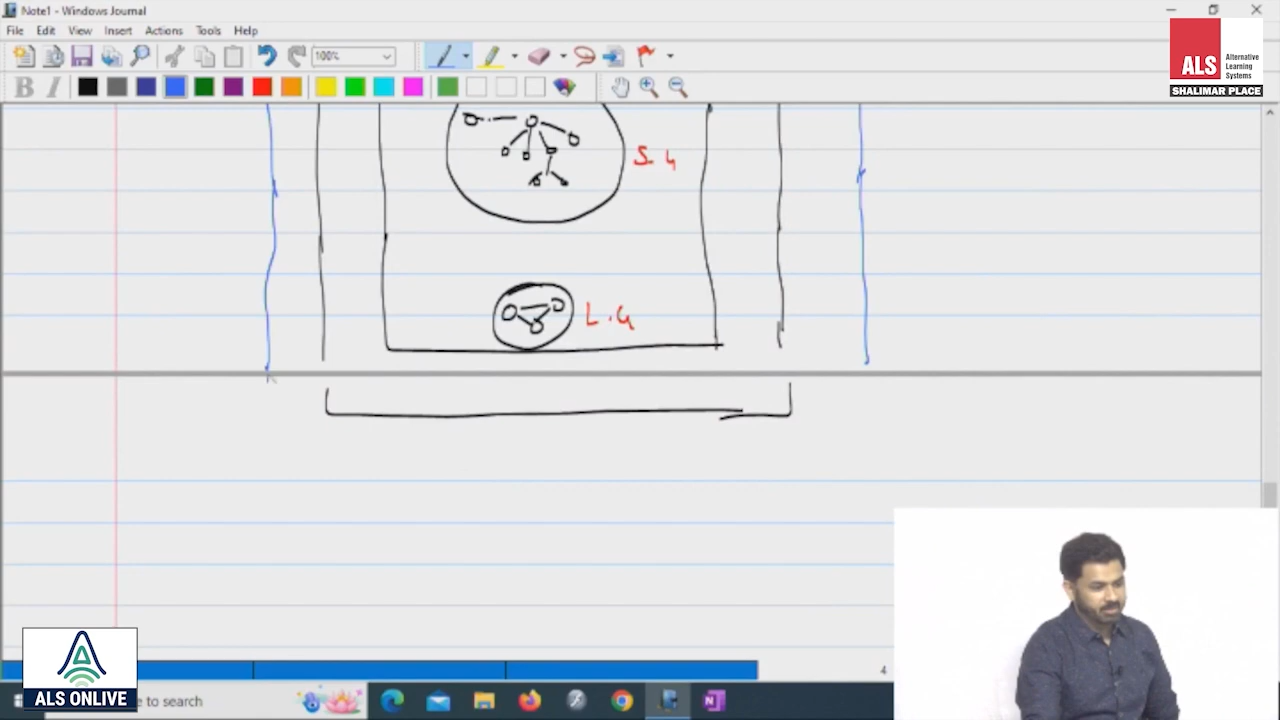 Note1 - Windows Journal
File Edit View Insert Actions Tools Help
100%
B I
ALS
Alternative
Learning
Systems
SHALIMAR PLACE
S.G
L.G
4
ALS ONLIVE
e to search